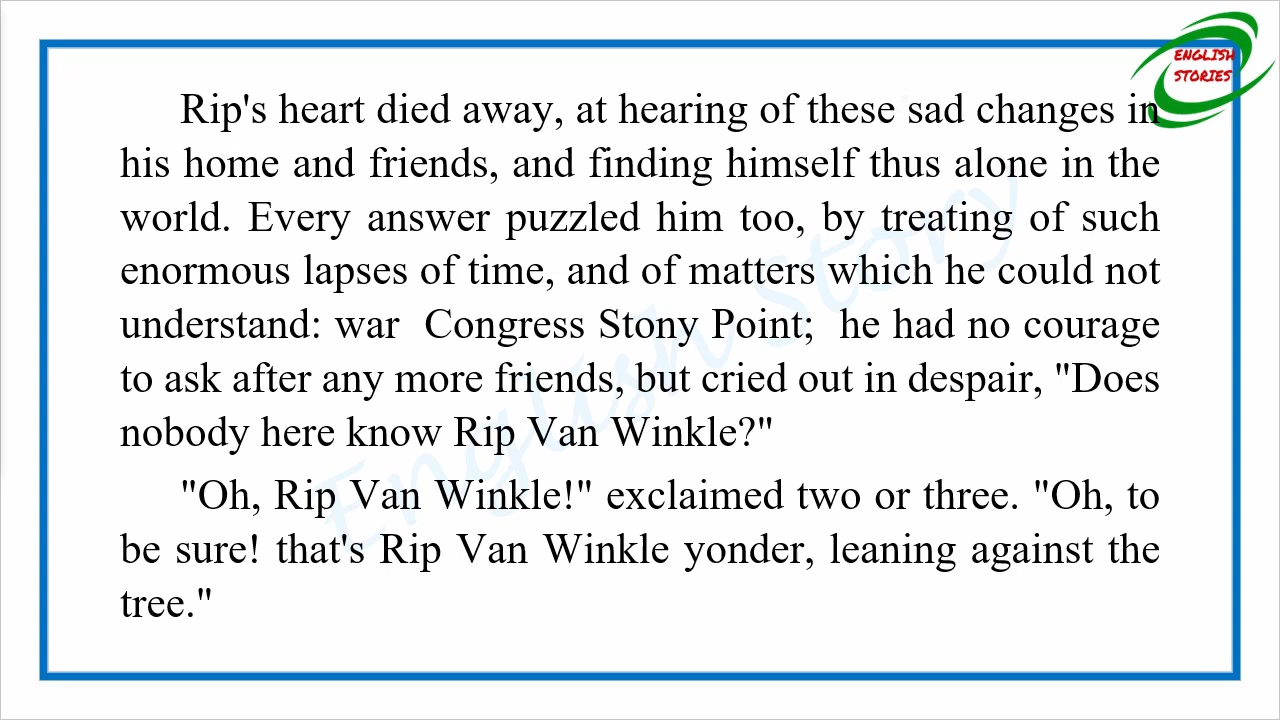 ENGLISH
STORIES
Rip's heart died away, at hearing of these sad changes in
his home and friends, and finding himself thus alone in the
world. Every answer puzzled him too, by treating of such
enormous lapses of time, and of matters which he could not
understand: war  Congress Stony Point;  he had no courage
to ask after any more friends, but cried out in despair, "Does
nobody here know Rip Van Winkle?"
"Oh, Rip Van Winkle!" exclaimed two or three. "Oh, to
be sure! that's Rip Van Winkle yonder, leaning against the
tree."
English Story